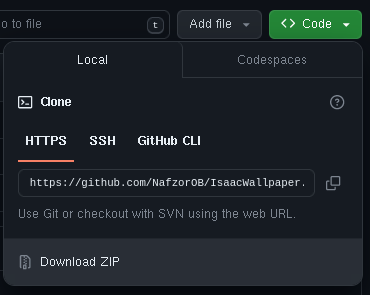 o to file
t
Add file
<> Code
Local
Codespaces
Clone
HTTPS
SSH
GitHub CLI
https://github.com/NafzorOB/IsaacWallpaper.
Use Git or checkout with SVN using the web URL.
Download ZIP